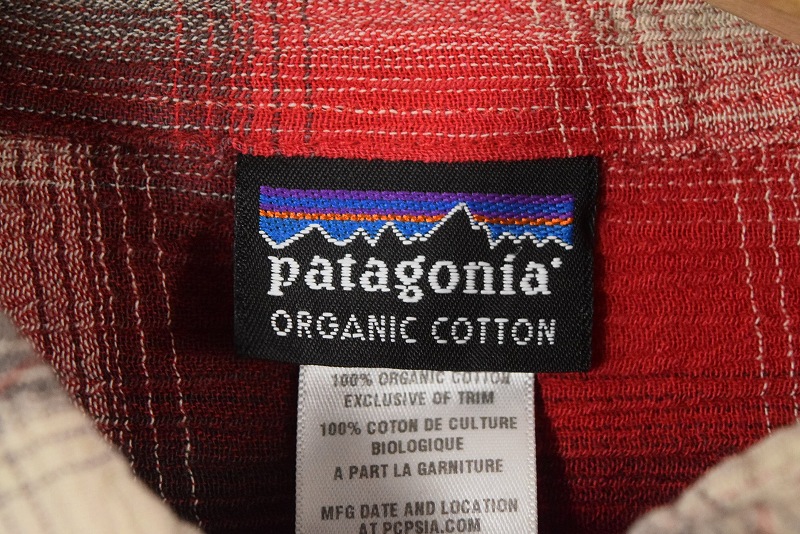 patagonia
ORGANIC COTTON
100% ORGANIC COTTON
EXCLUSIVE OF TRIM
100% COTON DE CULTURE
BIOLOGIQUE
A PART LA GARNITURE
MFG DATE AND LOCATION
AT PCPSIA.COM